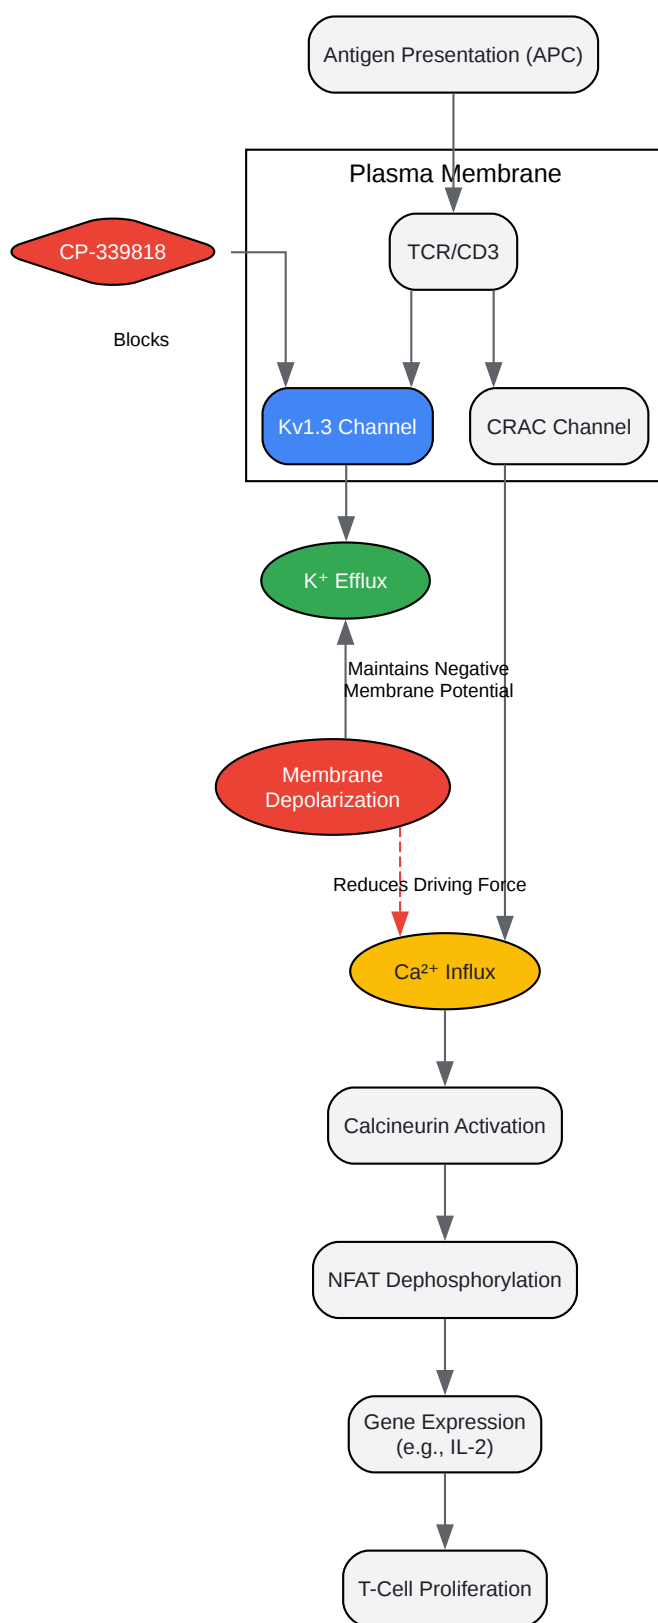 Antigen Presentation (APC)
Plasma Membrane
CP-339818
TCR/CD3
Blocks
Kv1.3 Channel
CRAC Channel
K⁺ Efflux
Maintains Negative
Membrane Potential
Membrane
Depolarization
Reduces Driving Force
Ca²⁺ Influx
Calcineurin Activation
NFAT Dephosphorylation
Gene Expression
(e.g., IL-2)
T-Cell Proliferation